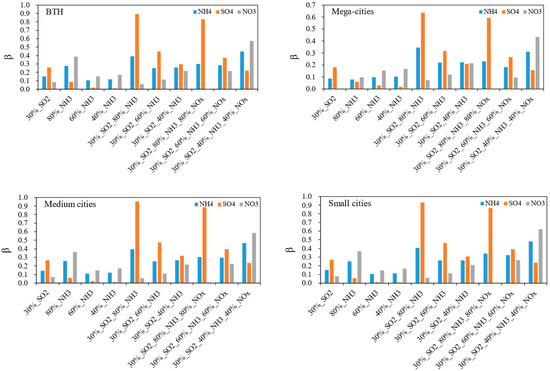 BTH
NH4 SO4 NO3
β
1.0
0.9
0.8
0.7
0.6
0.5
0.4
0.3
0.2
0.1
0.0
30%_SO2
80%_NH3
60%_NH3
40%_NH3
30%_SO2_80%_NH3
30%_SO2_60%_NH3
30%_SO2_40%_NH3
30%_SO2_80%_NH3_80%_NOx
30%_SO2_60%_NH3_60%_NOx
30%_SO2_40%_NH3_40%_NOx
Mega-cities
NH4 SO4 NO3
β
0.7
0.6
0.5
0.4
0.3
0.2
0.1
0.0
30%_SO2
80%_NH3
60%_NH3
40%_NH3
30%_SO2_80%_NH3
30%_SO2_60%_NH3
30%_SO2_40%_NH3
30%_SO2_80%_NH3_80%_NOx
30%_SO2_60%_NH3_60%_NOx
30%_SO2_40%_NH3_40%_NOx
Medium cities
NH4 SO4 NO3
β
1.0
0.9
0.8
0.7
0.6
0.5
0.4
0.3
0.2
0.1
0.0
30%_SO2
80%_NH3
60%_NH3
40%_NH3
30%_SO2_80%_NH3
30%_SO2_60%_NH3
30%_SO2_40%_NH3
30%_SO2_80%_NH3_80%_NOx
30%_SO2_60%_NH3_60%_NOx
30%_SO2_40%_NH3_40%_NOx
Small cities
NH4 SO4 NO3
β
1.0
0.9
0.8
0.7
0.6
0.5
0.4
0.3
0.2
0.1
0.0
30%_SO2
80%_NH3
60%_NH3
40%_NH3
30%_SO2_80%_NH3
30%_SO2_60%_NH3
30%_SO2_40%_NH3
30%_SO2_80%_NH3_80%_NOx
30%_SO2_60%_NH3_60%_NOx
30%_SO2_40%_NH3_40%_NOx